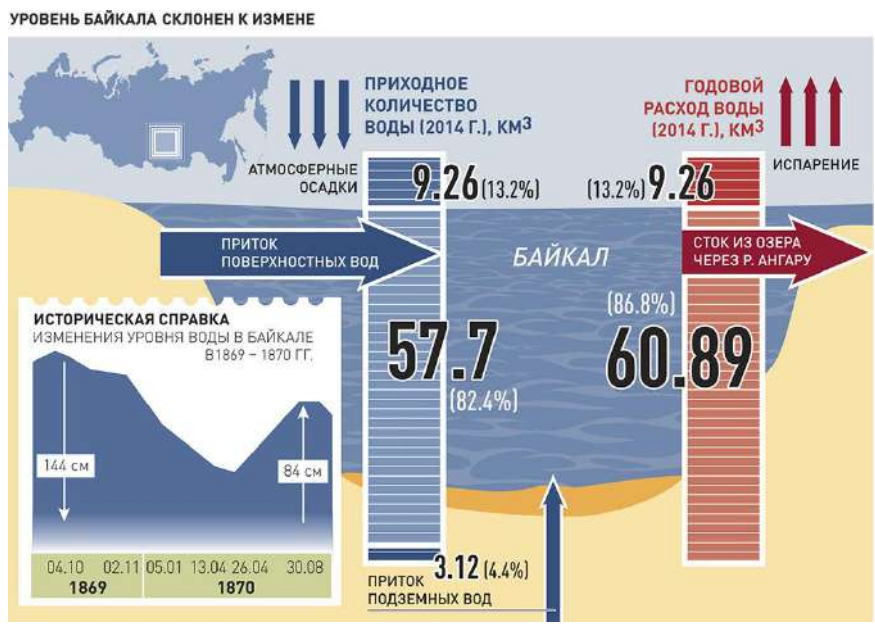 УРОВЕНЬ БАЙКАЛА СКЛОНЕН К ИЗМЕНЕ
ПРИХОДНОЕ
КОЛИЧЕСТВО
ВОДЫ (2014 Г.), КМ3
ГОДОВОЙ
РАСХОД ВОДЫ
(2014 Г.), КМ3
АТМОСФЕРНЫЕ
ОСАДКИ
ИСПАРЕНИЕ
9.26 (13.2%)
(13.2%) 9.26
ПРИТОК
ПОВЕРХНОСТНЫХ ВОД
БАЙКАЛ
СТОК ИЗ ОЗЕРА
ЧЕРЕЗ Р. АНГАРУ
57.7
(82.4%)
(86.8%)
60.89
ИСТОРИЧЕСКАЯ СПРАВКА
ИЗМЕНЕНИЯ УРОВНЯ ВОДЫ В БАЙКАЛЕ
В1869 – 1870 ГГ.
144 см
84 см
04.10 02.11 05.01 13.04 26.04 30.08
1869 1870
3.12 (4.4%)
ПРИТОК
ПОДЗЕМНЫХ ВОД